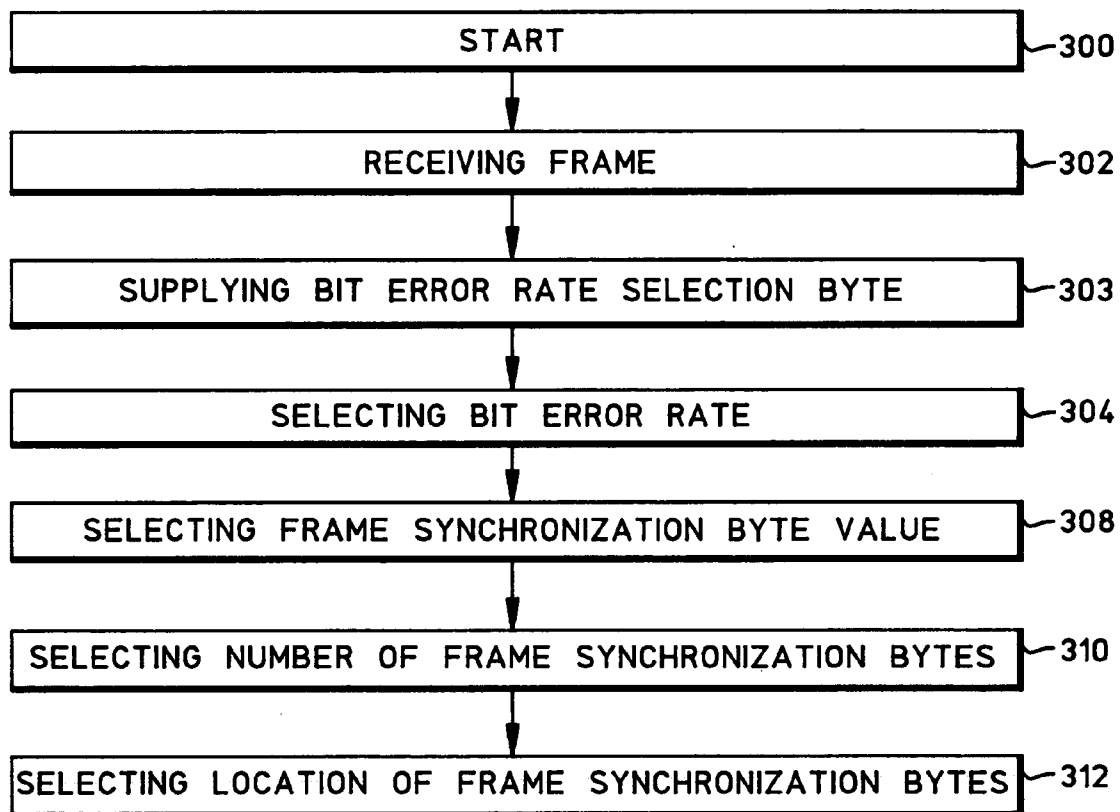 START 300
RECEIVING FRAME 302
SUPPLYING BIT ERROR RATE SELECTION BYTE 303
SELECTING BIT ERROR RATE 304
SELECTING FRAME SYNCHRONIZATION BYTE VALUE 308
SELECTING NUMBER OF FRAME SYNCHRONIZATION BYTES 310
SELECTING LOCATION OF FRAME SYNCHRONIZATION BYTES 312